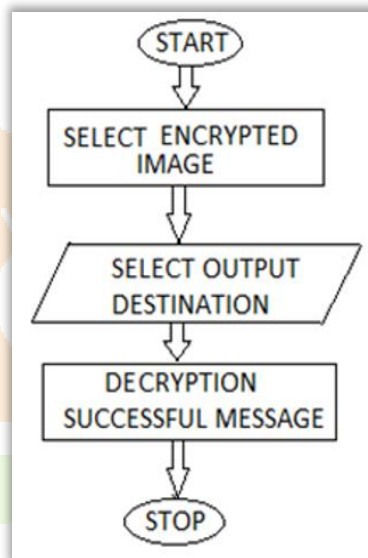 START
SELECT ENCRYPTED
IMAGE
SELECT OUTPUT
DESTINATION
DECRYPTION
SUCCESSFUL MESSAGE
STOP